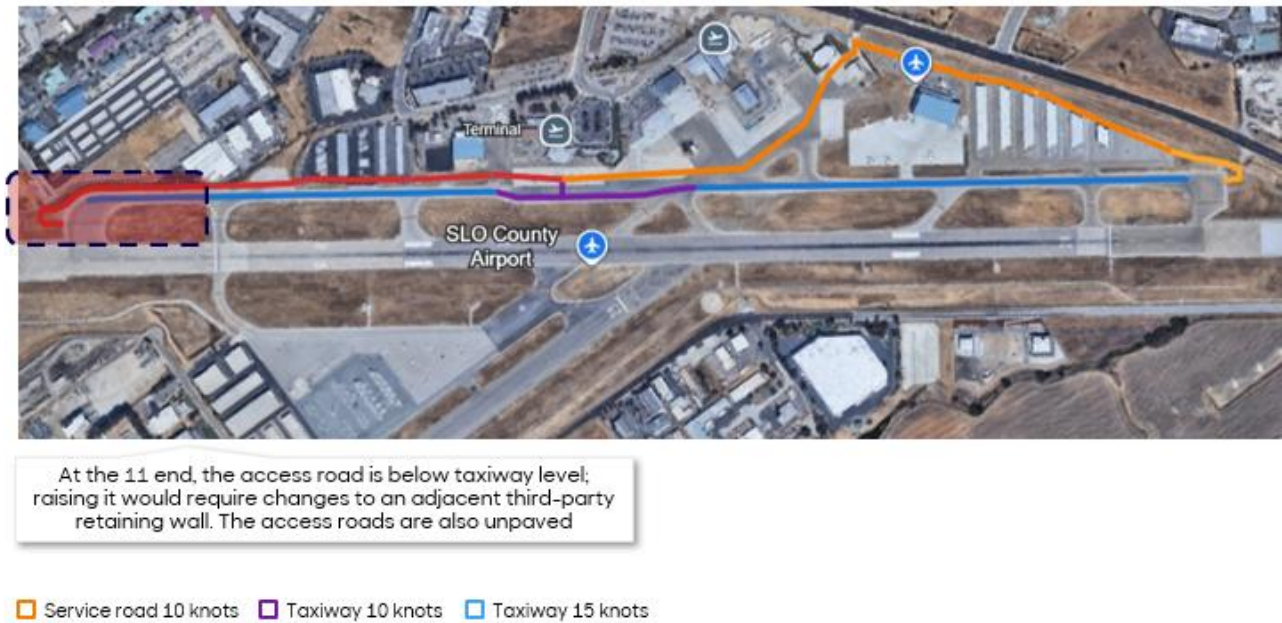 Terminal
SLO County
Airport
At the 11 end, the access road is below taxiway level;
raising it would require changes to an adjacent third-party
retaining wall. The access roads are also unpaved
Service road 10 knots
Taxiway 10 knots
Taxiway 15 knots